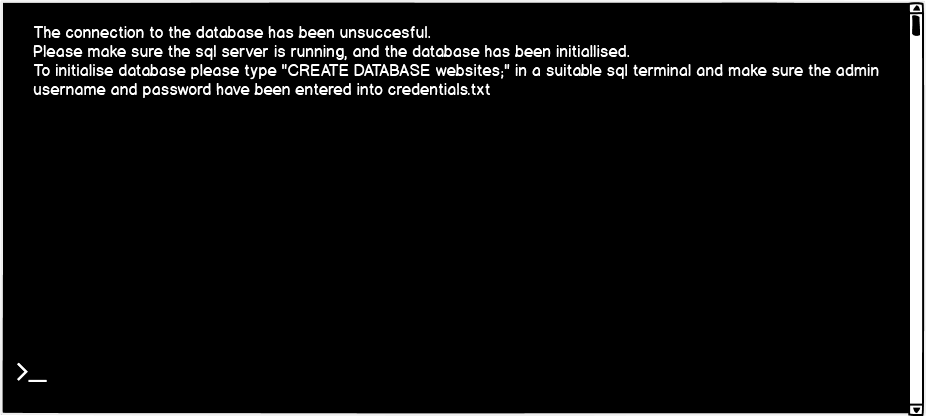 The connection to the database has been unsuccesful.
Please make sure the sql server is running, and the database has been initiallised.
To initialise database please type "CREATE DATABASE websites;" in a suitable sql terminal and make sure the admin
username and password have been entered into credentials.txt
>_